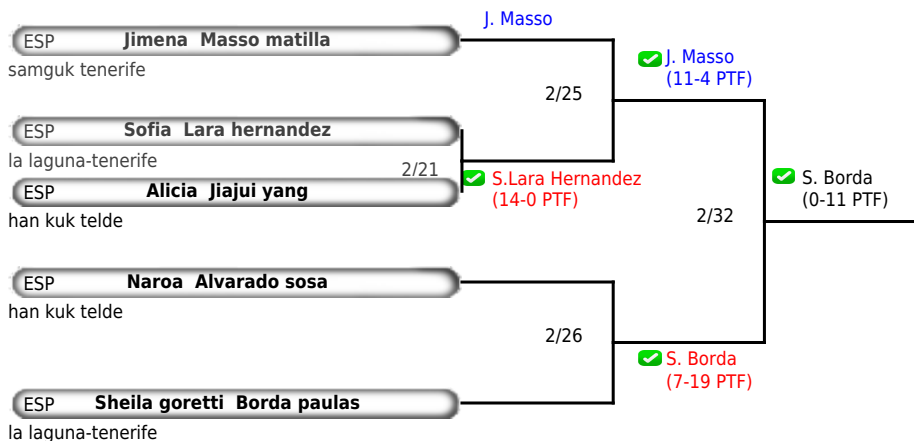 J. Masso
ESP Jimena Masso matilla
samguk tenerife
J. Masso
(11-4 PTF)
2/25
ESP Sofia Lara hernandez
la laguna-tenerife
2/21
S.Lara Hernandez
(14-0 PTF)
ESP Alicia Jiajui yang
han kuk telde
S. Borda
(0-11 PTF)
2/32
ESP Naroa Alvarado sosa
han kuk telde
2/26
S. Borda
(7-19 PTF)
ESP Sheila goretti Borda paulas
la laguna-tenerife